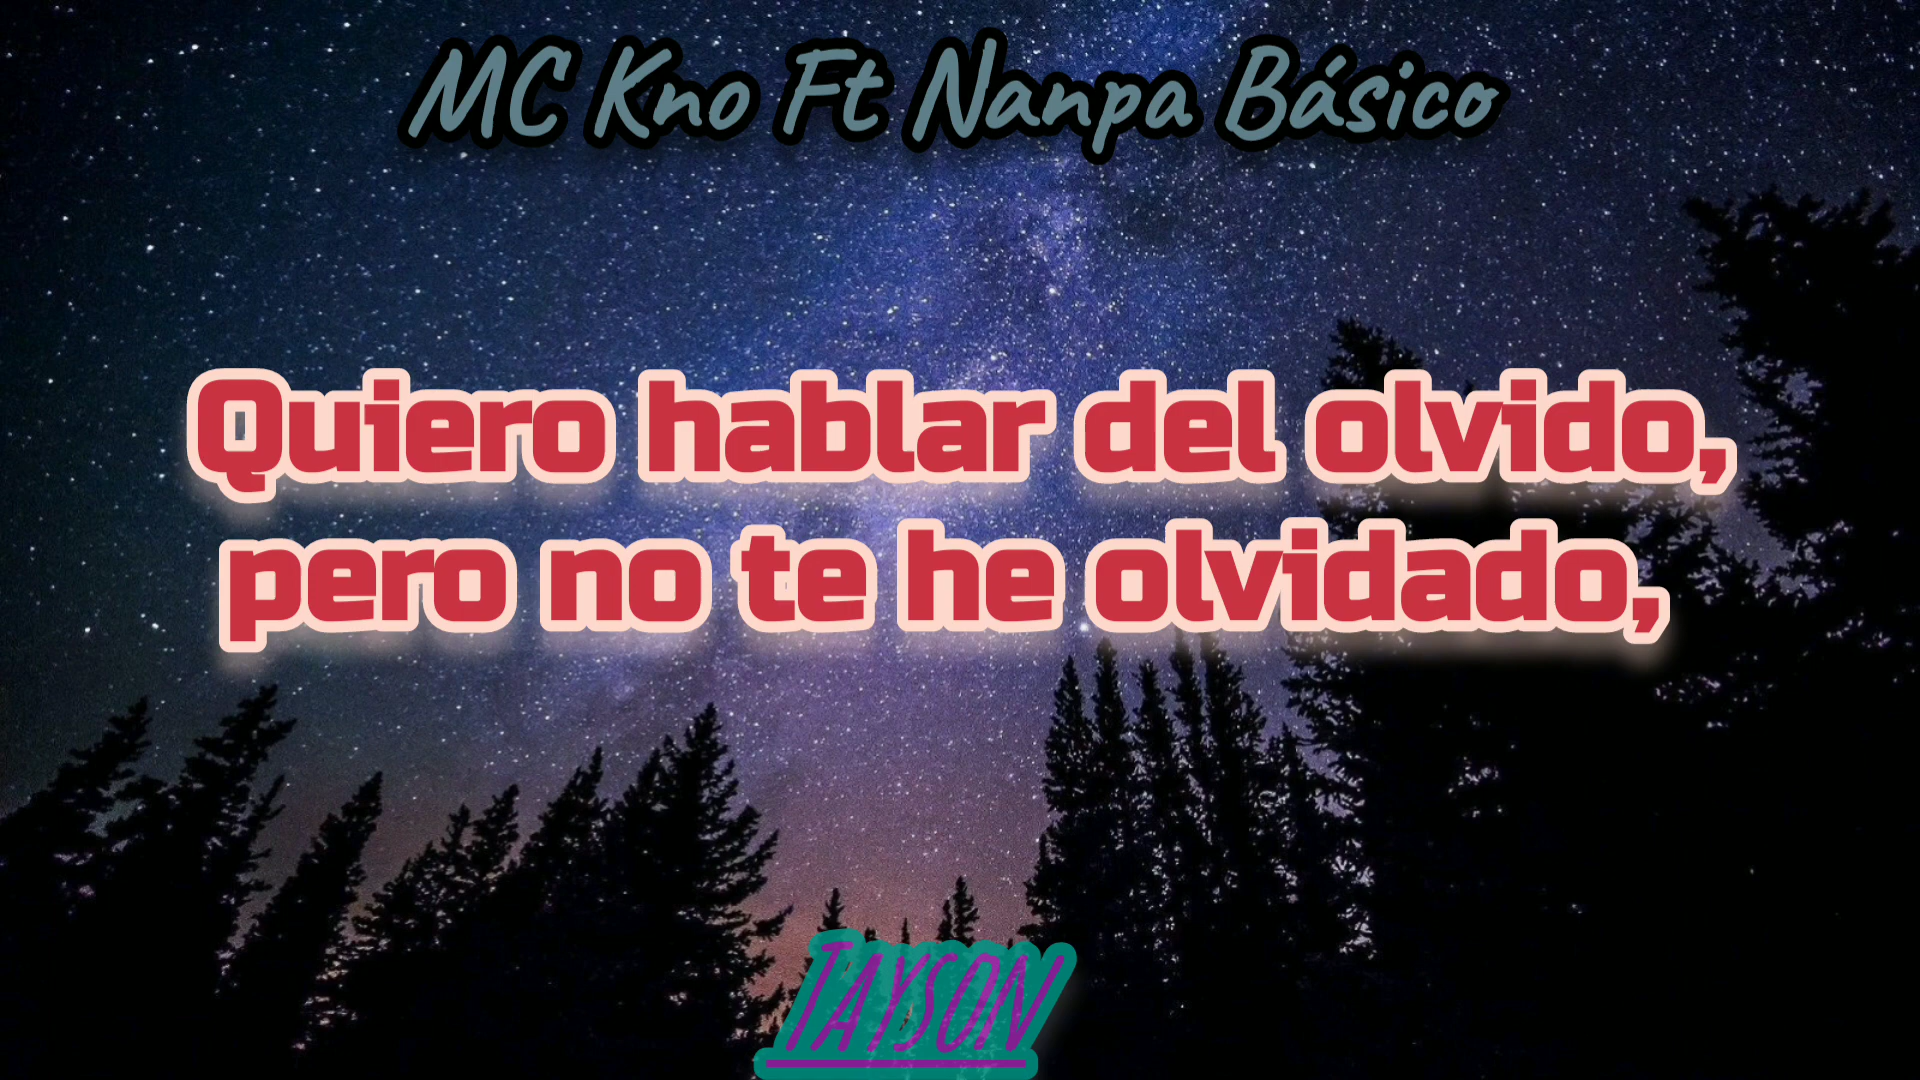 MC Kno Ft Nanpa Básico
Quiero hablar del olvido,
pero no te he olvidado,
TAYSON